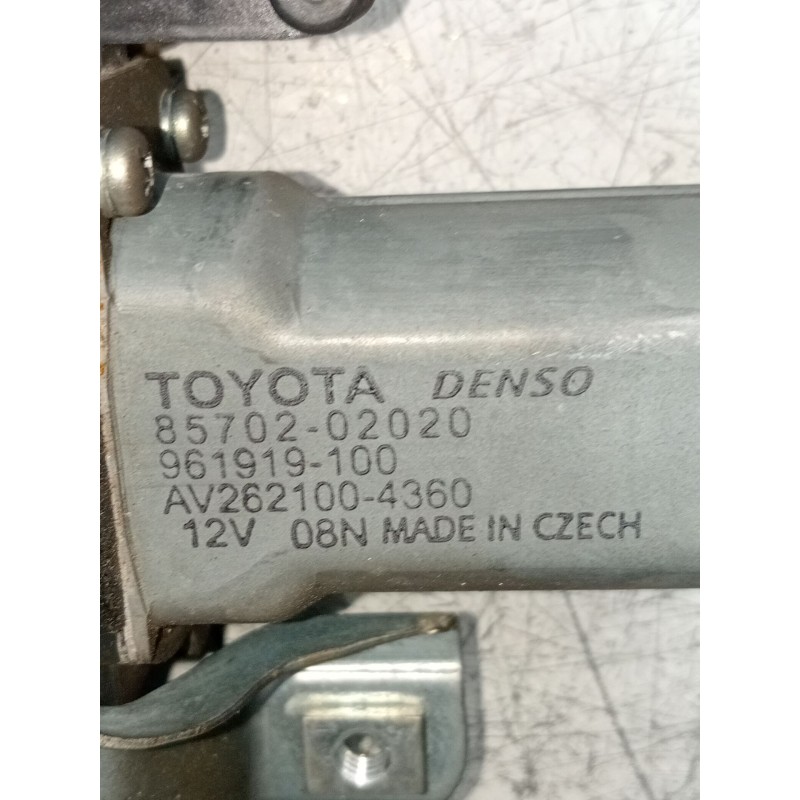 TOYOTA DENSO
85702-02020
961919-100
AV262100-4360
12V 08N MADE IN CZECH